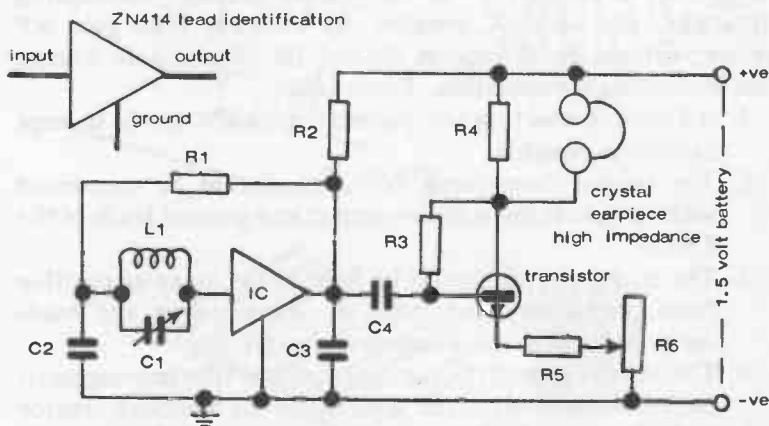 ZN414 lead identification
input
output
ground
+ve
R2
R4
R1
crystal
earpiece
high impedance
L1
R3
1.5 volt battery
transistor
IC
C4
R6
C2
C1
C3
R5
-ve